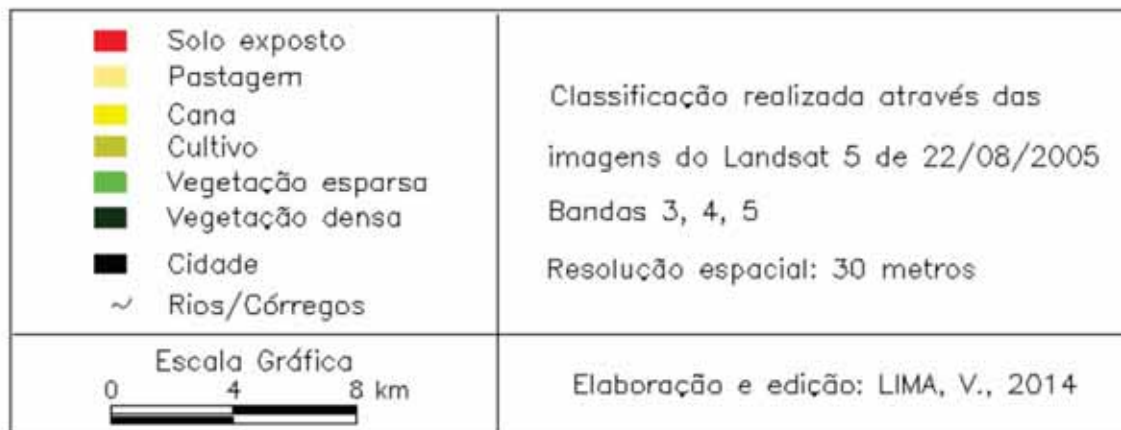 Solo exposto
Pastagem
Cana
Cultivo
Vegetação esparsa
Vegetação densa
Cidade
Rios/Córregos
Classificação realizada através das
imagens do Landsat 5 de 22/08/2005
Bandas 3, 4, 5
Resolução espacial: 30 metros
Escala Gráfica
0 4 8 km
Elaboração e edição: LIMA, V., 2014